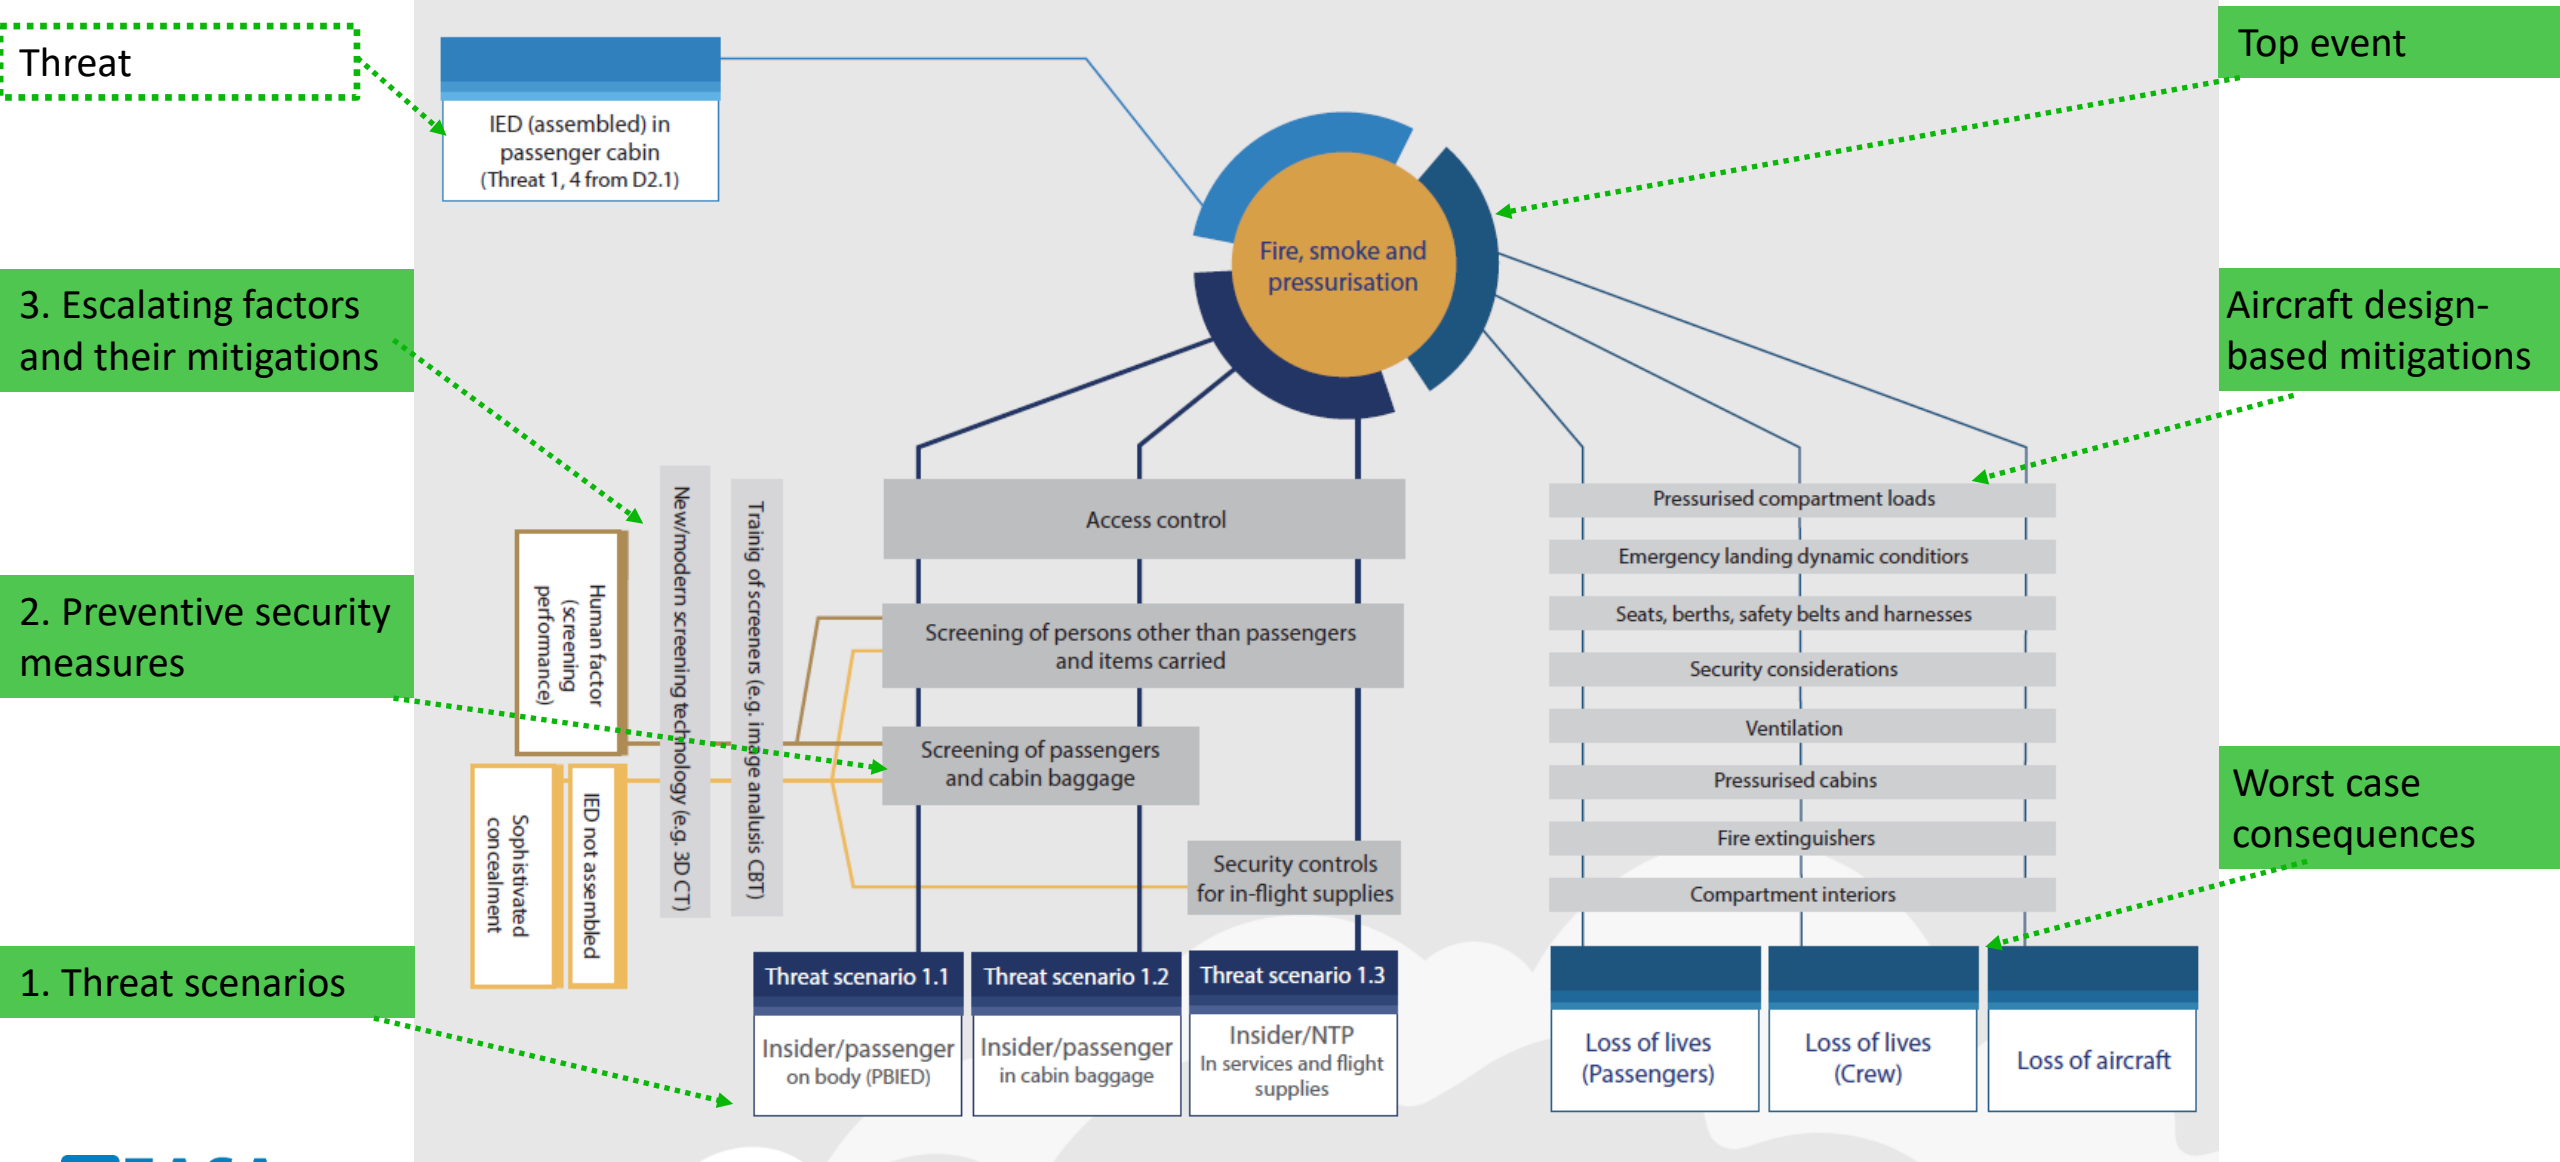 Threat
Top event
IED (assembled) in
passenger cabin
(Threat 1, 4 from D2.1)
Fire, smoke and
pressurisation
3. Escalating factors
and their mitigations
Aircraft design-
based mitigations
2. Preventive security
measures
Worst case
consequences
1. Threat scenarios
Human factor
(screening
performance)
Sophistivated
concealment
IED not assembled
New/modern screening technology (e.g. 3D CT)
Trainig of screeners (e.g. image analusis CBT)
Access control
Screening of persons other than passengers
and items carried
Screening of passengers
and cabin baggage
Security controls
for in-flight supplies
Pressurised compartment loads
Emergency landing dynamic conditiors
Seats, berths, safety belts and harnesses
Security considerations
Ventilation
Pressurised cabins
Fire extinguishers
Compartment interiors
Threat scenario 1.1
Insider/passenger
on body (PBIED)
Threat scenario 1.2
Insider/passenger
in cabin baggage
Threat scenario 1.3
Insider/NTP
In services and flight
supplies
Loss of lives
(Passengers)
Loss of lives
(Crew)
Loss of aircraft